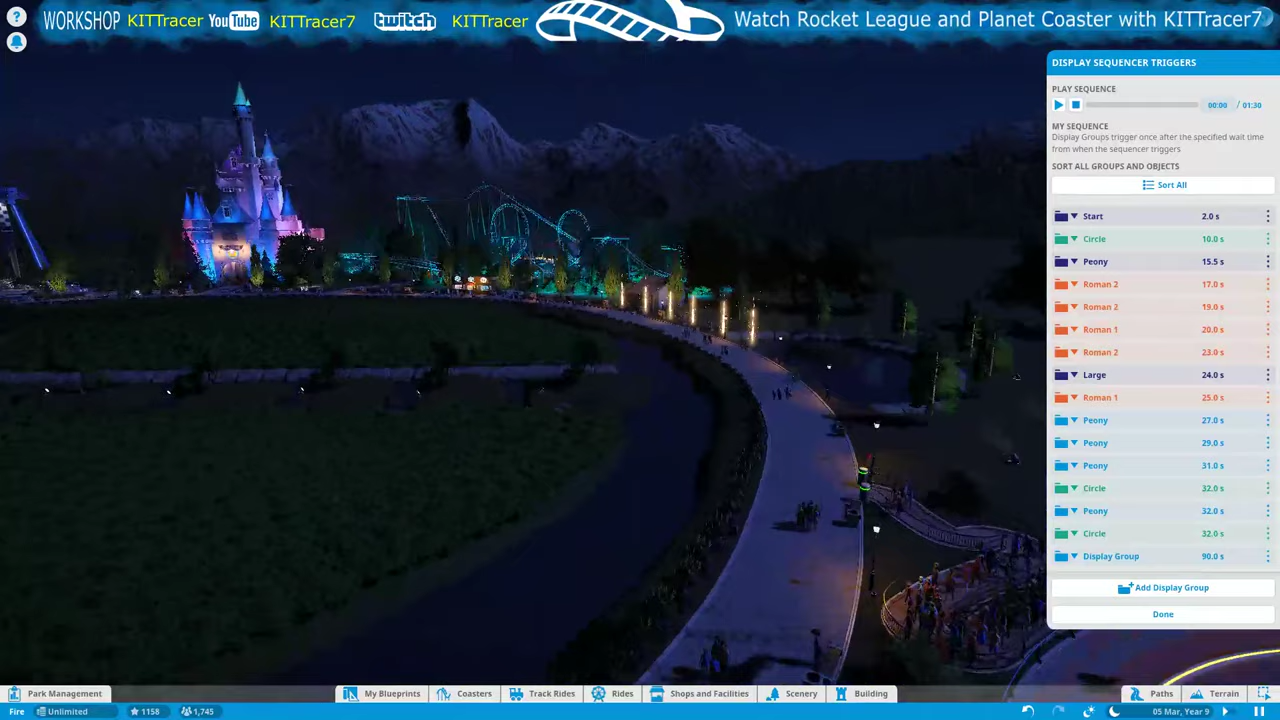 WORKSHOP KITTracer YouTube KITTracer7 twitch KITTracer Watch Rocket League and Planet Coaster with KITTracer7
DISPLAY SEQUENCER TRIGGERS
PLAY SEQUENCE
00:00 / 01:30
MY SEQUENCE
Display Groups trigger once after the specified wait time
from when the sequencer triggers
SORT ALL GROUPS AND OBJECTS
Sort All
Start 2.0 s
Circle 10.0 s
Peony 15.5 s
Roman 2 17.0 s
Roman 2 19.0 s
Roman 1 20.0 s
Roman 2 23.0 s
Large 24.0 s
Roman 1 25.0 s
Peony 27.0 s
Peony 29.0 s
Peony 31.0 s
Circle 32.0 s
Peony 32.0 s
Circle 32.0 s
Display Group 90.0 s
Add Display Group
Done
Park Management My Blueprints Coasters Track Rides Rides Shops and Facilities Scenery Building Paths Terrain
Fire Unlimited 1158 1,745 05 Mar, Year 9